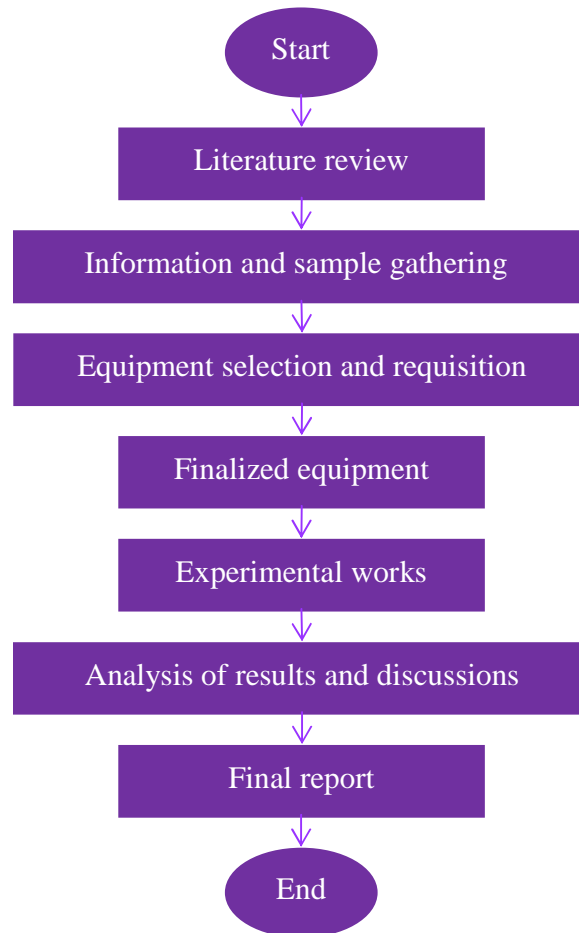 Start
Literature review
Information and sample gathering
Equipment selection and requisition
Finalized equipment
Experimental works
Analysis of results and discussions
Final report
End